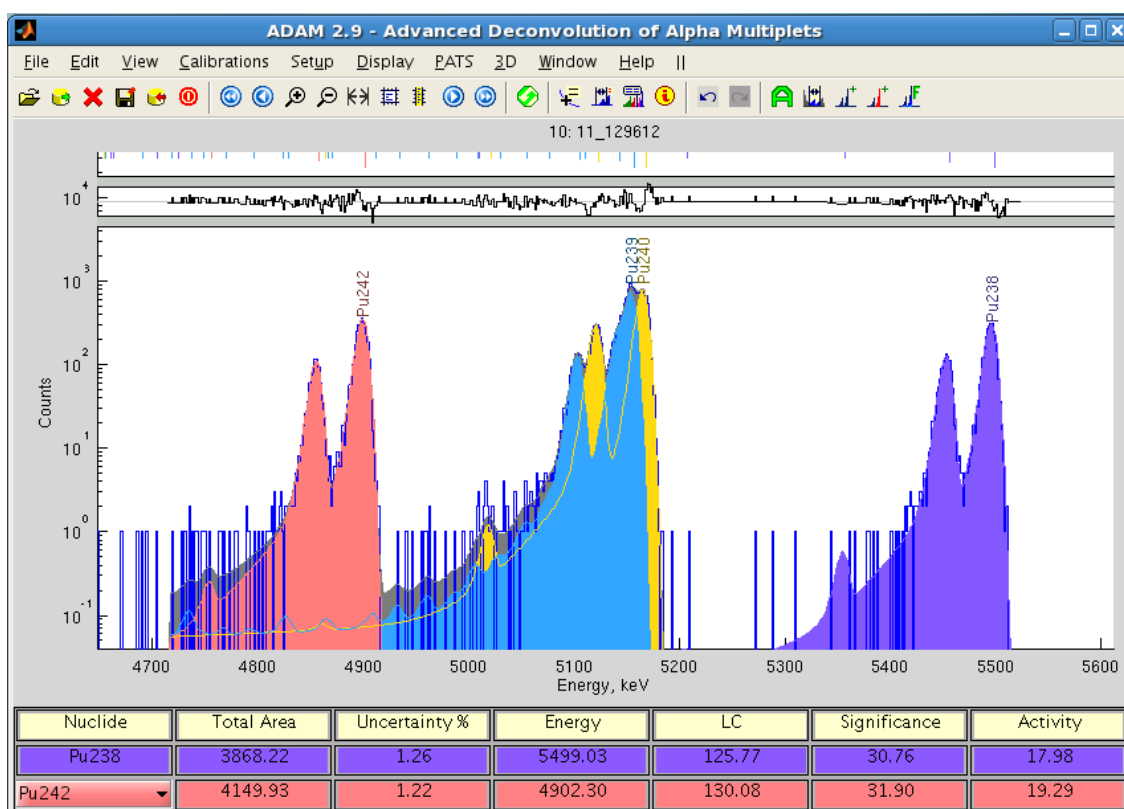 ADAM 2.9 - Advanced Deconvolution of Alpha Multiplets
File Edit View Calibrations Setup Display PATS 3D Window Help ||
10: 11_129612
10^4
Pu239
Pu240
Pu242
Pu238
10^3
10^2
10^1
10^0
10^-1
Counts
4700 4800 4900 5000 5100 5200 5300 5400 5500 5600
Energy, keV
Nuclide Total Area Uncertainty % Energy LC Significance Activity
Pu238 3868.22 1.26 5499.03 125.77 30.76 17.98
Pu242 4149.93 1.22 4902.30 130.08 31.90 19.29